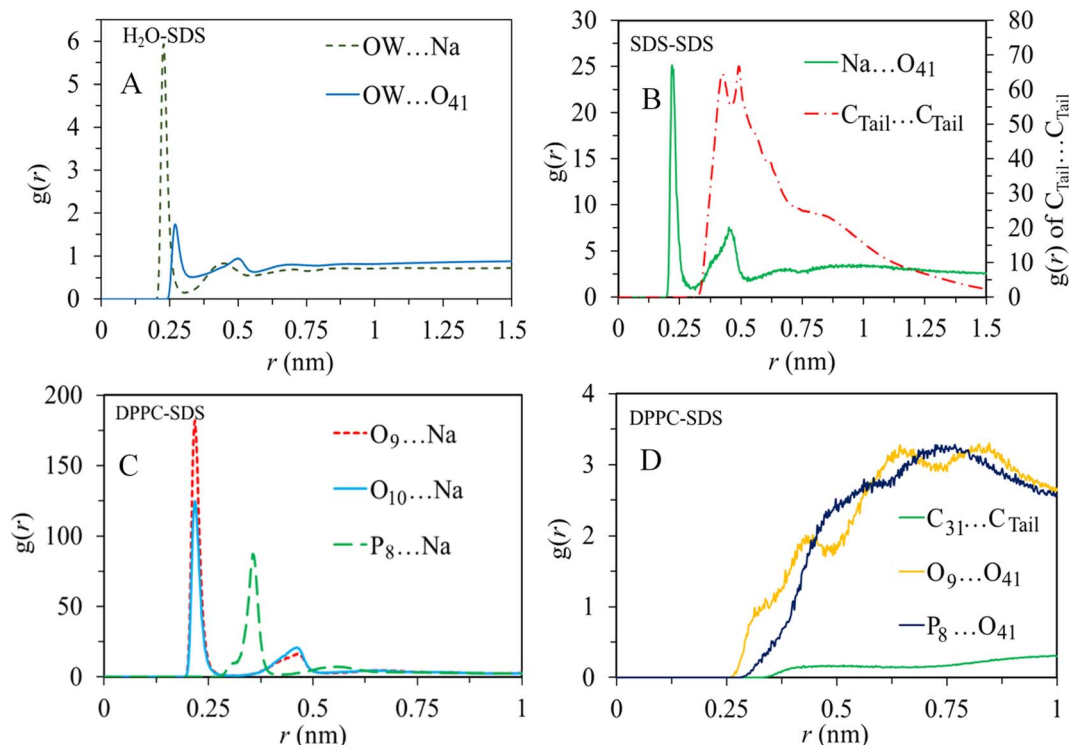 H₂O-SDS
A
OW...Na
OW...O₄₁
g(r)
6
5
4
3
2
1
0
0 0.25 0.5 0.75 1 1.25 1.5
r (nm)
SDS-SDS
B
Na...O₄₁
C_Tail...C_Tail
g(r)
30
25
20
15
10
5
0
80
70
60
50
40
30
20
10
0
g(r) of C_Tail...C_Tail
0 0.25 0.5 0.75 1 1.25 1.5
r (nm)
DPPC-SDS
C
O₉...Na
O₁₀...Na
P₈...Na
g(r)
200
150
100
50
0
0 0.25 0.5 0.75 1
r (nm)
DPPC-SDS
D
C₃₁...C_Tail
O₉...O₄₁
P₈...O₄₁
g(r)
4
3
2
1
0
0 0.25 0.5 0.75 1
r (nm)